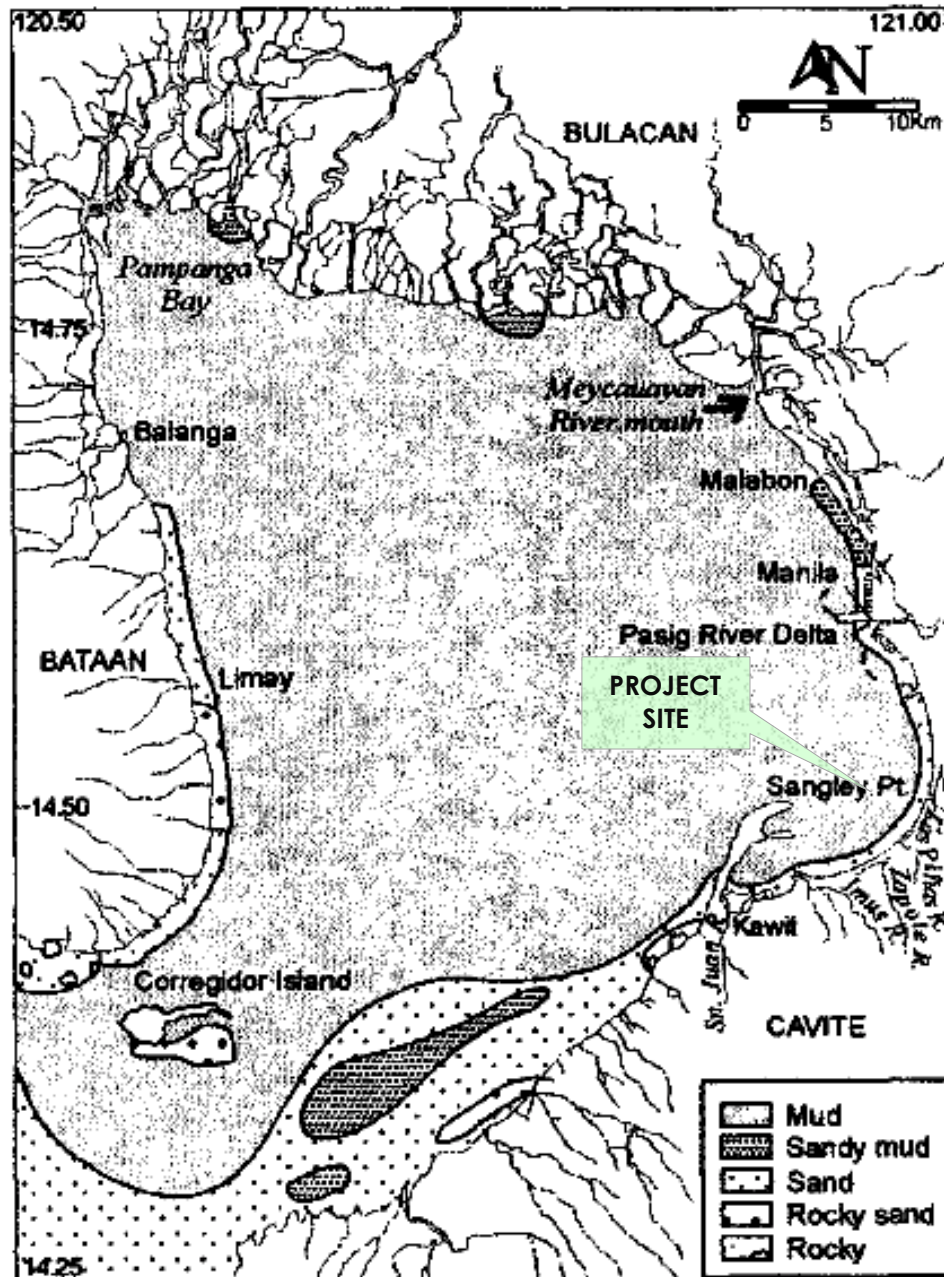 120.50
121.00
N
0 5 10Km
BULACAN
Pampanga
Bay
14.75
Meycauayan
River mouth
Balanga
Malabon
Manila
Pasig River Delta
BATAAN
Limay
PROJECT
SITE
Sangley Pt.
14.50
Las Piñas R.
Zapote R.
mus R.
Kawit
Sn. Juan
Corregidor Island
CAVITE
Mud
Sandy mud
Sand
Rocky sand
Rocky
14.25